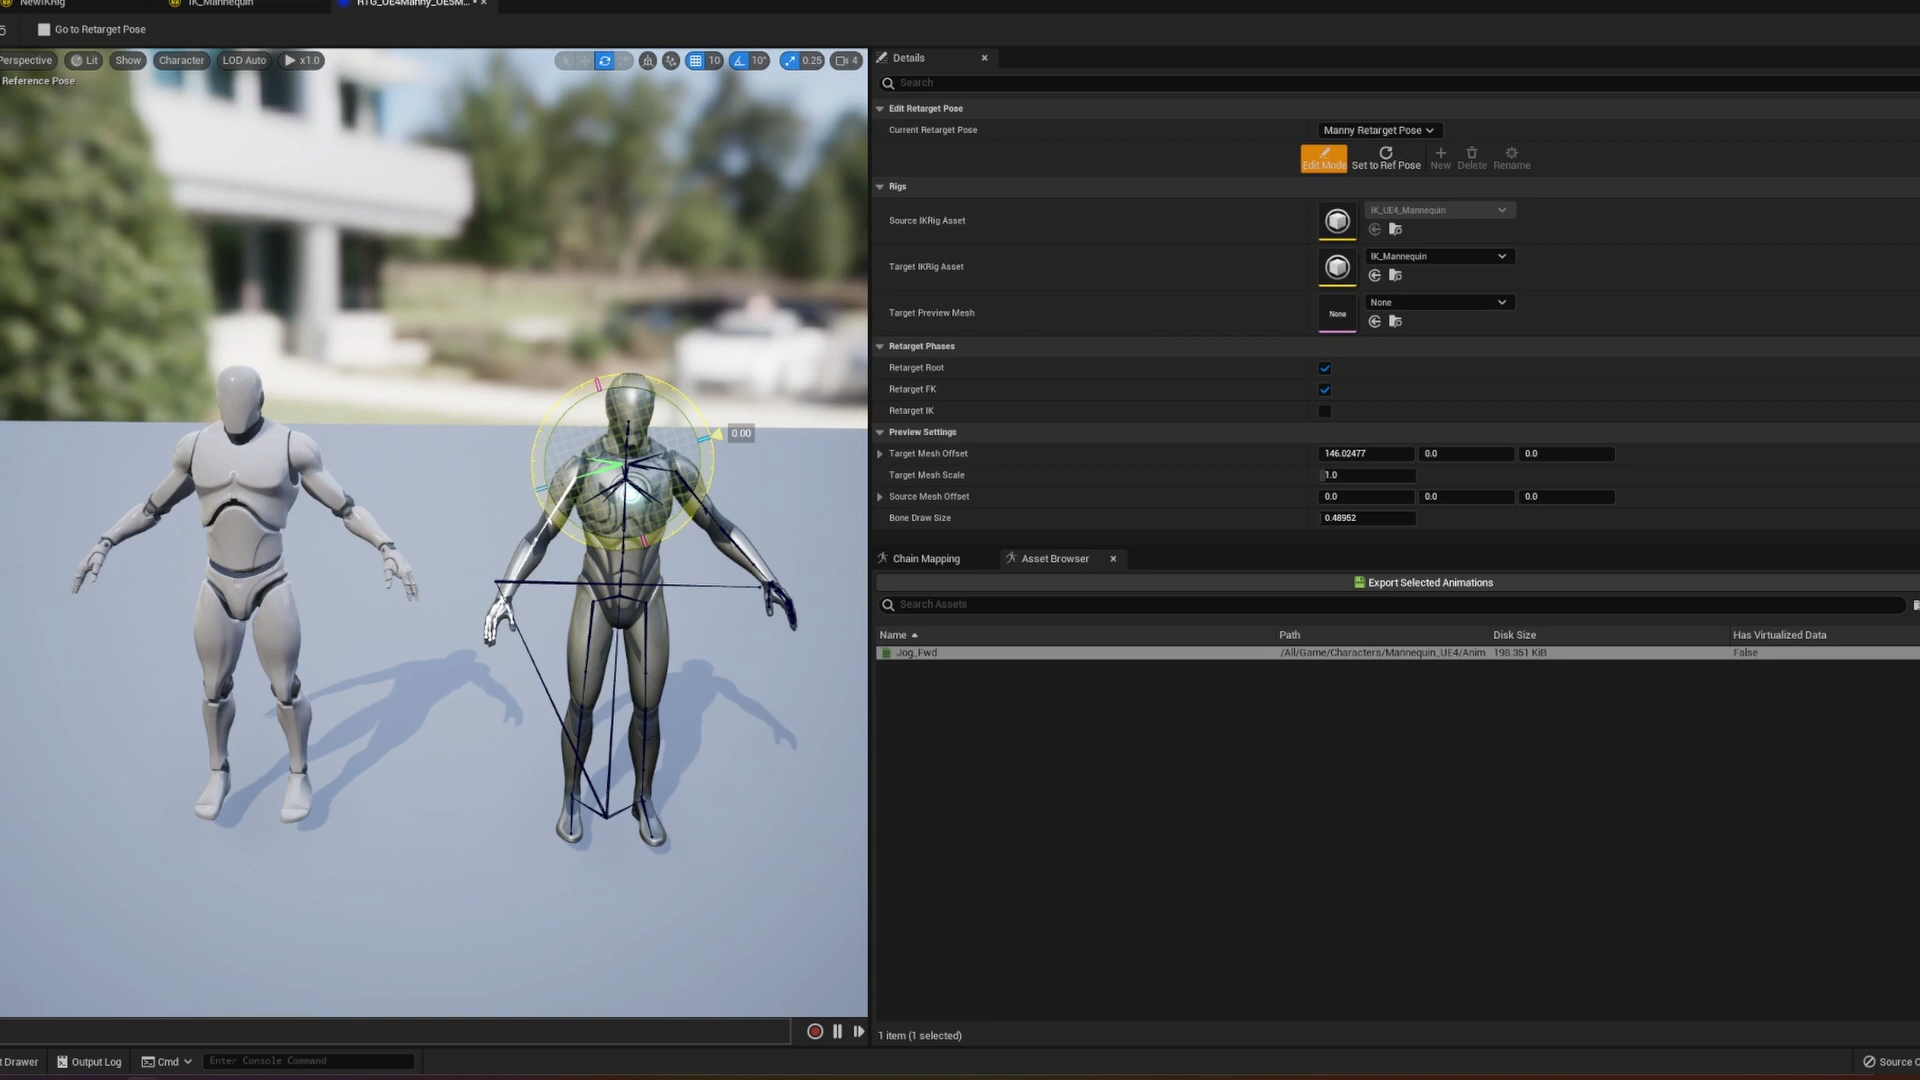 NewIKRig
IK_Mannequin
RTG_UE4Manny_UE5M... •
Go to Retarget Pose
Perspective
Lit
Show
Character
LOD Auto
x1.0
10
10°
0.25
4
Reference Pose
0.00
Details
Search
Edit Retarget Pose
Current Retarget Pose
Manny Retarget Pose
Edit Mode
Set to Ref Pose
New
Delete
Rename
Rigs
Source IKRig Asset
IK_UE4_Mannequin
Target IKRig Asset
IK_Mannequin
Target Preview Mesh
None
None
Retarget Phases
Retarget Root
Retarget FK
Retarget IK
Preview Settings
Target Mesh Offset
146.02477
0.0
0.0
Target Mesh Scale
1.0
Source Mesh Offset
0.0
0.0
0.0
Bone Draw Size
0.48952
Chain Mapping
Asset Browser
Export Selected Animations
Search Assets
Name
Path
Disk Size
Has Virtualized Data
Jog_Fwd
/All/Game/Characters/Mannequin_UE4/Anim
198.351 KiB
False
1 item (1 selected)
t Drawer
Output Log
Cmd
Enter Console Command
Source C